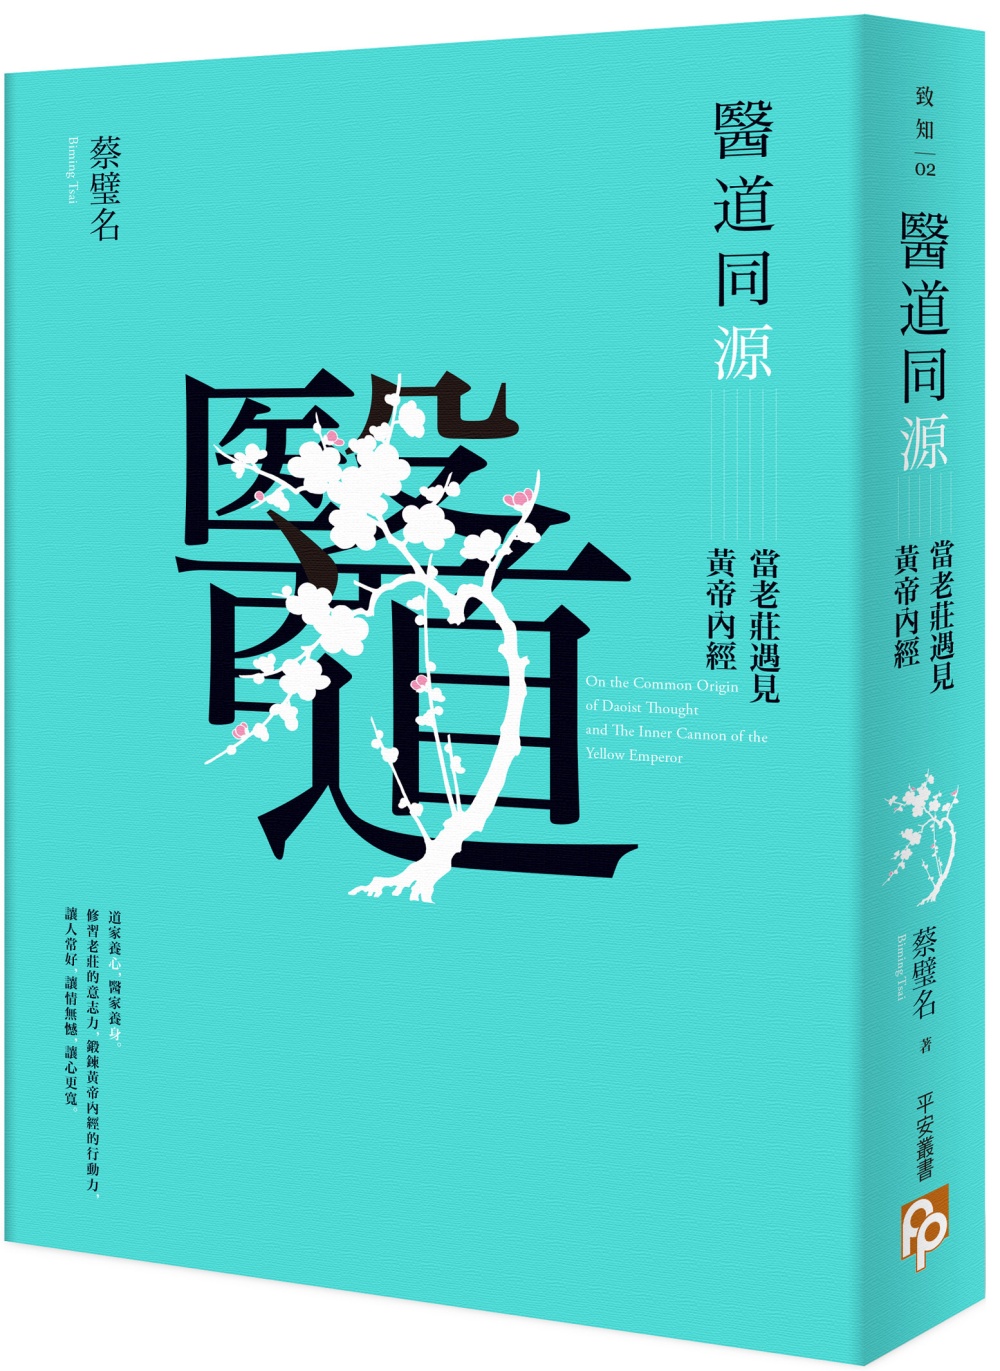 醫道同源
當老莊遇見
黃帝內經
On the Common Origin
of Daoist Thought
and The Inner Cannon of the
Yellow Emperor
蔡璧名
Biming Tsai
醫道
道家養心，醫家養身。
修習老莊的意志力，鍛鍊黃帝內經的行動力，
讓人常好，讓情無憾，讓心更寬。
致知
02
醫道同源
當老莊遇見
黃帝內經
蔡璧名 著
Biming Tsai
平安叢書